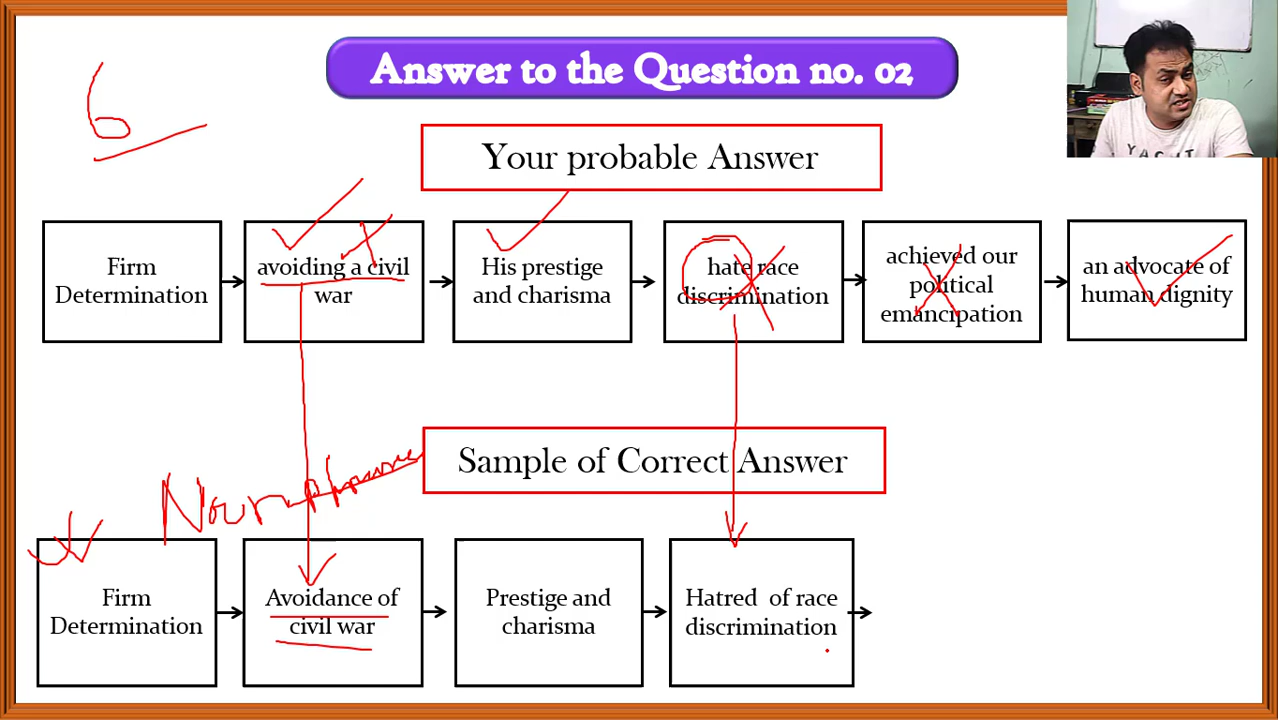 Answer to the Question no. 02
6
Your probable Answer
Firm
Determination
avoiding a civil
war
His prestige
and charisma
hate race
discrimination
achieved our
political
emancipation
an advocate of
human dignity
Sample of Correct Answer
Noun phrase
Firm
Determination
Avoidance of
civil war
Prestige and
charisma
Hatred of race
discrimination